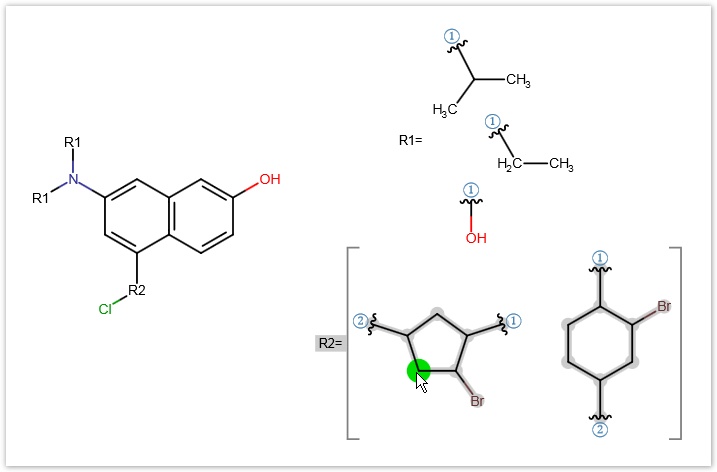 ①
CH₃
H₃C
R1
R1=
①
H₂C
CH₃
N
R1
OH
①
OH
R2
Cl
①
Br
②
①
R2=
Br
②